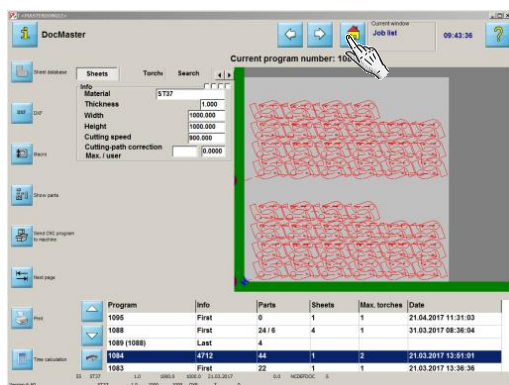 DocMaster
Current window
Job list
09:43:36
Current program number: 108
Sheet database
Sheets Torche Search
Info
Material ST37
Thickness 1.000
Width 1000.000
Height 1000.000
Cutting speed 900.000
Cutting-path correction
Max. / user 0.0000
DXF DXF
Macro
Show parts
Send CNC program
to machine
Next page
Print
Time calculation
Program Info Parts Sheets Max. torches Date
1095 First 0 1 1 21.04.2017 11:31:03
1088 First 24 / 6 4 1 31.03.2017 08:36:04
1089 (1088) Last 4
1084 4712 44 1 2 21.03.2017 13:51:01
1083 First 22 1 1 21.03.2017 13:36:36